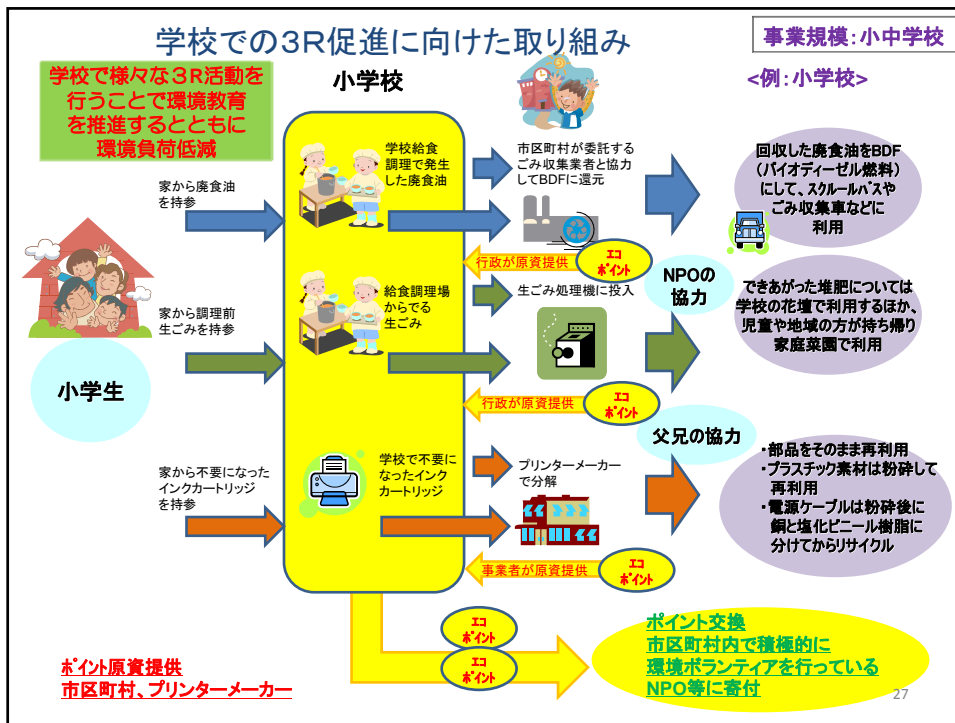 学校での３R促進に向けた取り組み
事業規模：小中学校
<例：小学校>
学校で様々な３Ｒ活動を
行うことで環境教育
を推進するとともに
環境負荷低減
小学校
家から廃食油
を持参
学校給食
調理で発生
した廃食油
市区町村が委託する
ごみ収集業者と協力
してBDFに還元
回収した廃食油をBDF
（バイオディーゼル燃料）
にして、ｽｸﾙｰﾙﾊﾞｽや
ごみ収集車などに
利用
行政が原資提供
ｴｺ
ﾎﾟｲﾝﾄ
NPOの
協力
家から調理前
生ごみを持参
給食調理場
からでる
生ごみ
生ごみ処理機に投入
できあがった堆肥については
学校の花壇で利用するほか、
児童や地域の方が持ち帰り
家庭菜園で利用
小学生
行政が原資提供
ｴｺ
ﾎﾟｲﾝﾄ
父兄の協力
家から不要になった
インクカートリッジ
を持参
学校で不要に
なったインク
カートリッジ
プリンターメーカー
で分解
・部品をそのまま再利用
・プラスチック素材は粉砕して
再利用
・電源ケーブルは粉砕後に
銅と塩化ビニール樹脂に
分けてからリサイクル
事業者が原資提供
ｴｺ
ﾎﾟｲﾝﾄ
ｴｺ
ﾎﾟｲﾝﾄ
ｴｺ
ﾎﾟｲﾝﾄ
ポイント交換
市区町村内で積極的に
環境ボランティアを行っている
NPO等に寄付
ﾎﾟｲﾝﾄ原資提供
市区町村、プリンターメーカー
27